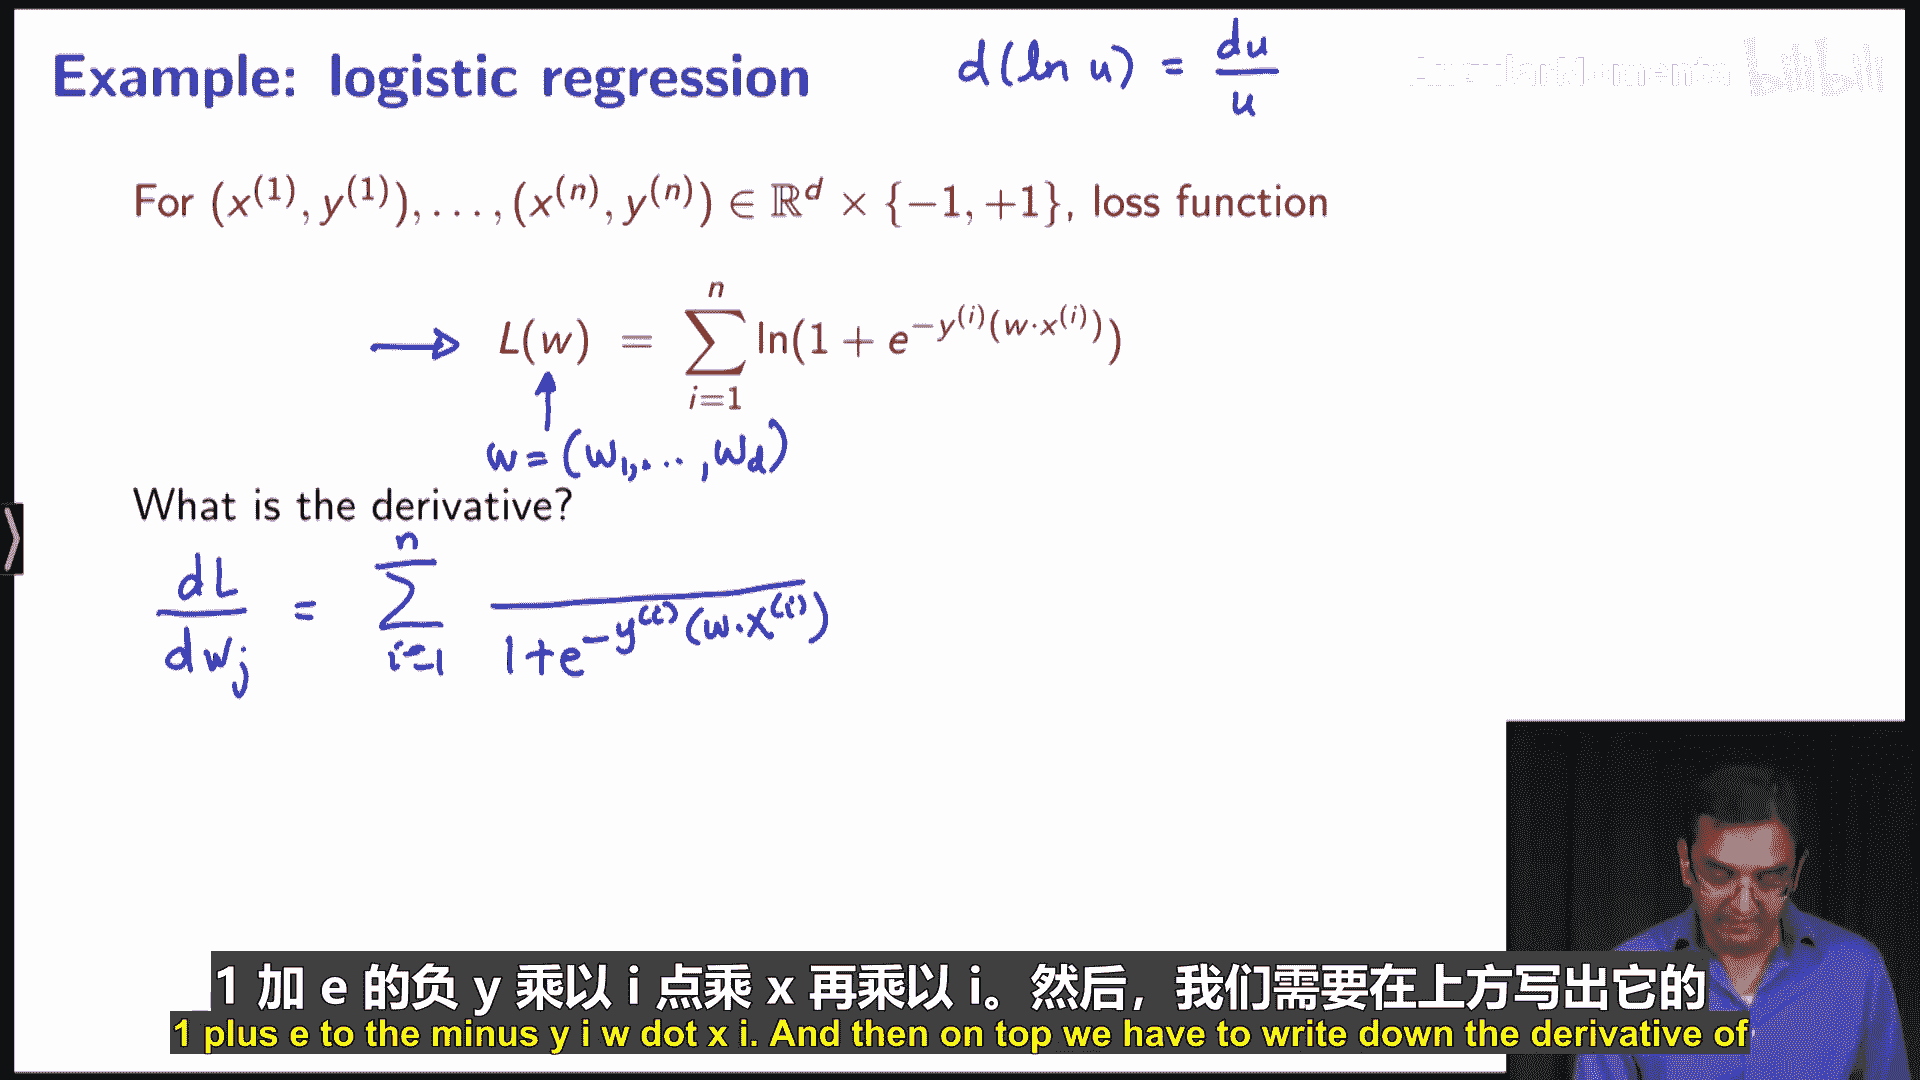 Example: logistic regression
d(ln u) = du/u
bilibili
For (x^(1), y^(1)), . . . , (x^(n), y^(n)) ∈ ℝ^d × {−1, +1}, loss function
L(w) = ∑_{i=1}^{n} ln(1 + e^{−y^(i)(w·x^(i))})
w = (w_1, . . . , w_d)
What is the derivative?
dL/dw_j = ∑_{i=1}^{n} 1+e^{−y^(i)(w·x^(i))}
1 加 e 的负 y 乘以 i 点乘 x 再乘以 i。然后，我们需要在上方写出它的
1 plus e to the minus y i w dot x i. And then on top we have to write down the derivative of